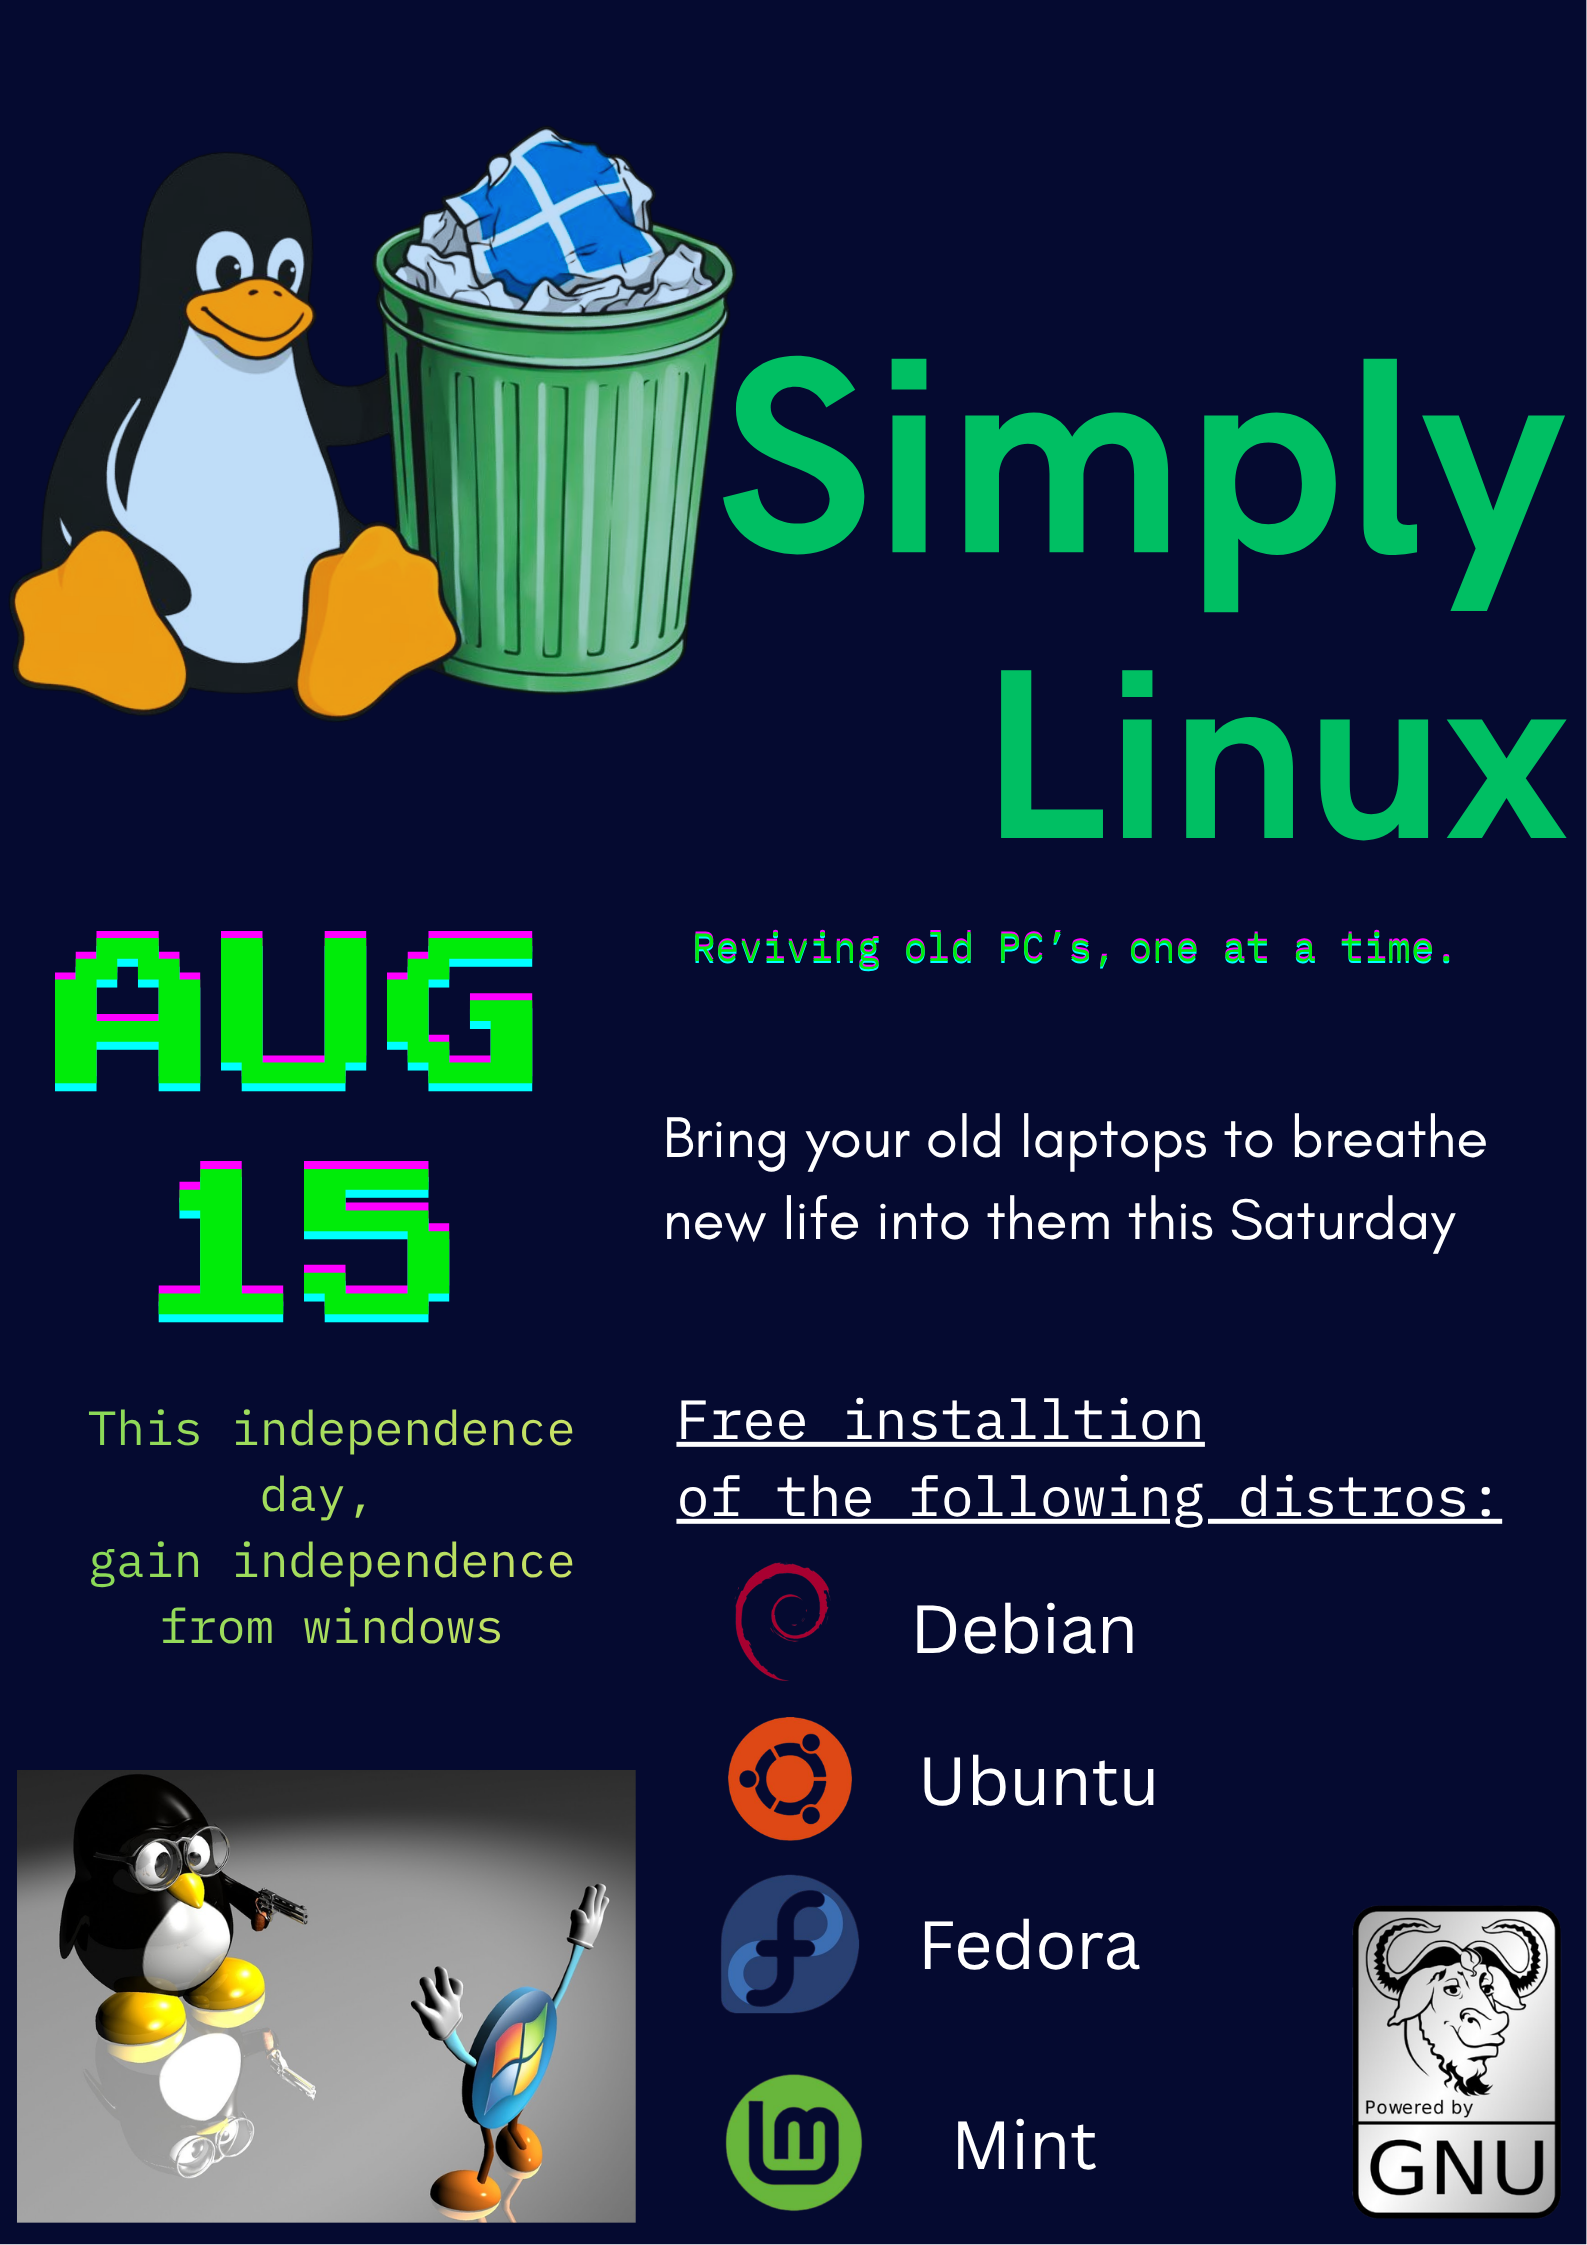 Simply
Linux
AUG
15
Reviving old PC’s, one at a time.
Bring your old laptops to breathe
new life into them this Saturday
This independence
day,
gain independence
from windows
Free installtion
of the following distros:
Debian
Ubuntu
Fedora
Mint
Powered by
GNU